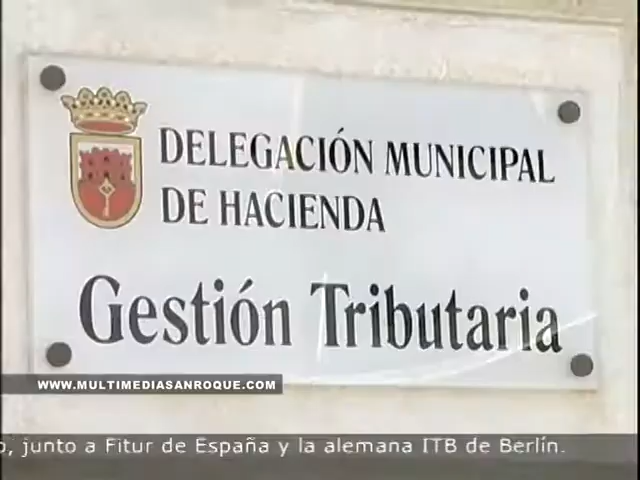 DELEGACIÓN MUNICIPAL
DE HACIENDA
Gestión Tributaria
WWW.MULTIMEDIASANROQUE.COM
, junto a Fitur de España y la alemana ITB de Berlín.